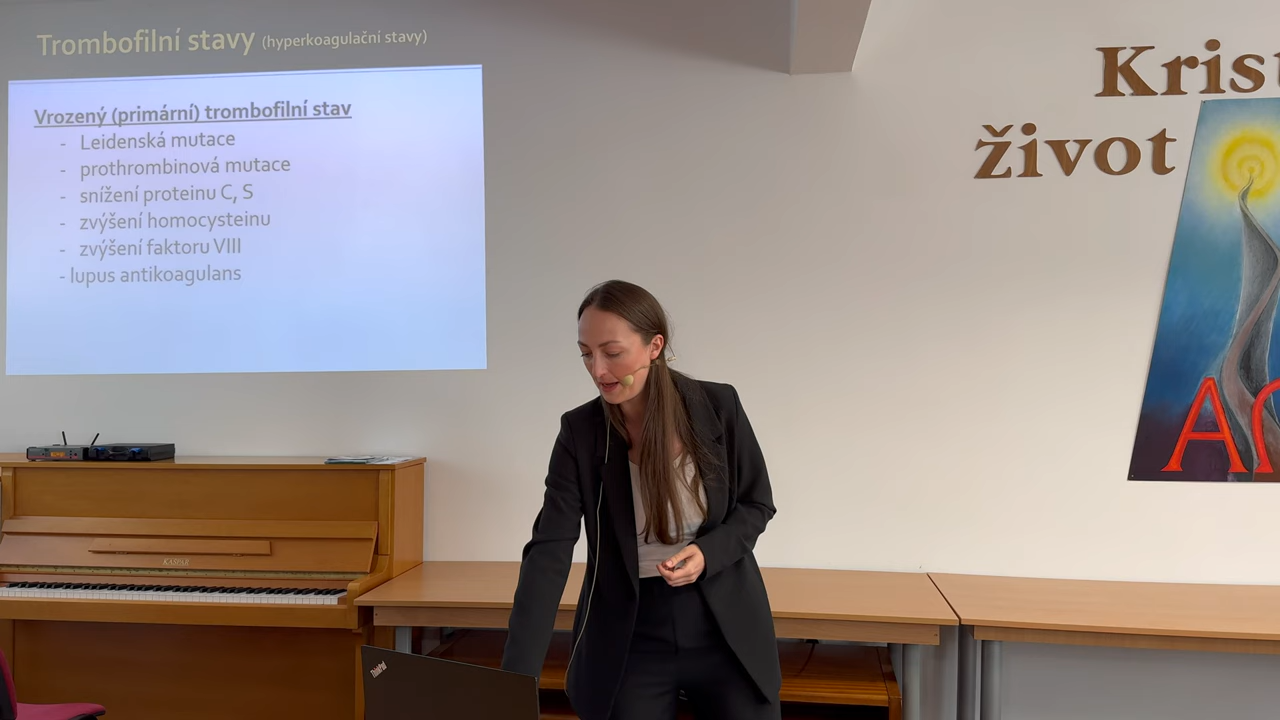 Trombofilní stavy (hyperkoagulační stavy)
Vrozený (primární) trombofilní stav
- Leidenská mutace
- prothrombinová mutace
- snížení proteinu C, S
- zvýšení homocysteinu
- zvýšení faktoru VIII
- lupus antikoagulans
Krist
život
ThinkPad